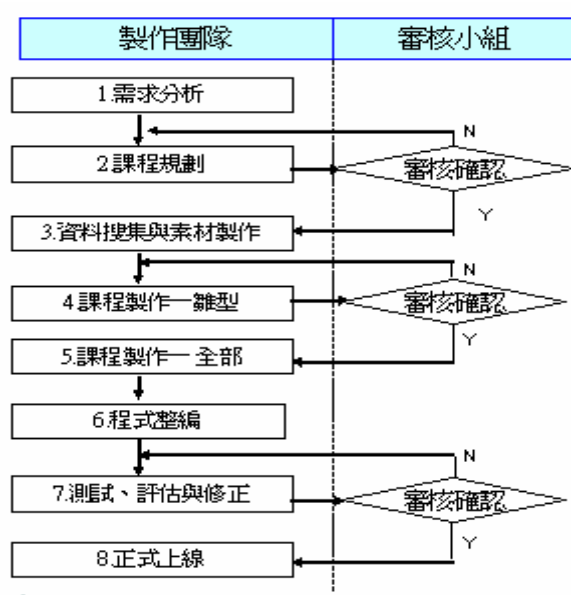 製作團隊 審核小組
1.需求分析
N
2.課程規劃 審核確認
Y
3.資料搜集與素材製作
N
4.課程製作一雛型 審核確認
Y
5.課程製作一全部
6.程式整編
N
7.測試、評估與修正 審核確認
Y
8.正式上線